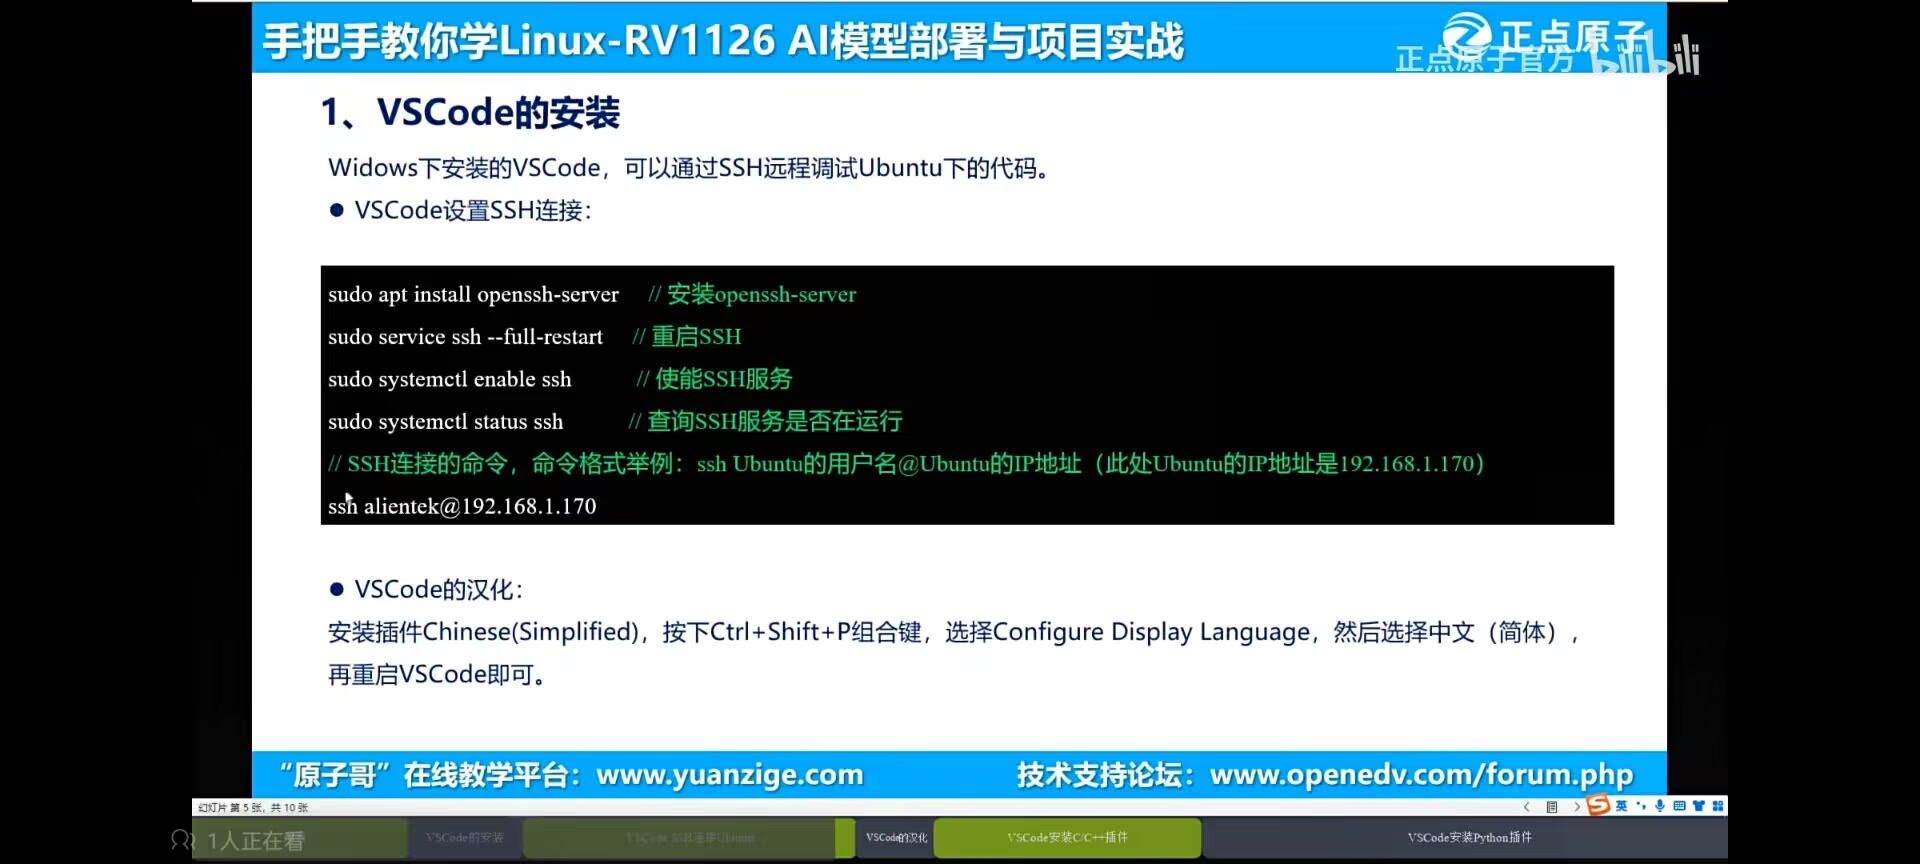 手把手教你学Linux-RV1126 AI模型部署与项目实战
正点原子
正点原子官方 bilibili
1、VSCode的安装
Widows下安装的VSCode，可以通过SSH远程调试Ubuntu下的代码。
● VSCode设置SSH连接：
sudo apt install openssh-server // 安装openssh-server
sudo service ssh --full-restart // 重启SSH
sudo systemctl enable ssh // 使能SSH服务
sudo systemctl status ssh // 查询SSH服务是否在运行
// SSH连接的命令，命令格式举例：ssh Ubuntu的用户名@Ubuntu的IP地址（此处Ubuntu的IP地址是192.168.1.170）
ssh alientek@192.168.1.170
● VSCode的汉化：
安装插件Chinese(Simplified)，按下Ctrl+Shift+P组合键，选择Configure Display Language，然后选择中文（简体），
再重启VSCode即可。
“原子哥”在线教学平台：www.yuanzige.com 技术支持论坛：www.openedv.com/forum.php
幻灯片 第 5 张，共 10 张
英
1人正在看 VSCode的安装 VSCode SSH连接Ubuntu VSCode的汉化 VSCode安装C/C++插件 VSCode安装Python插件